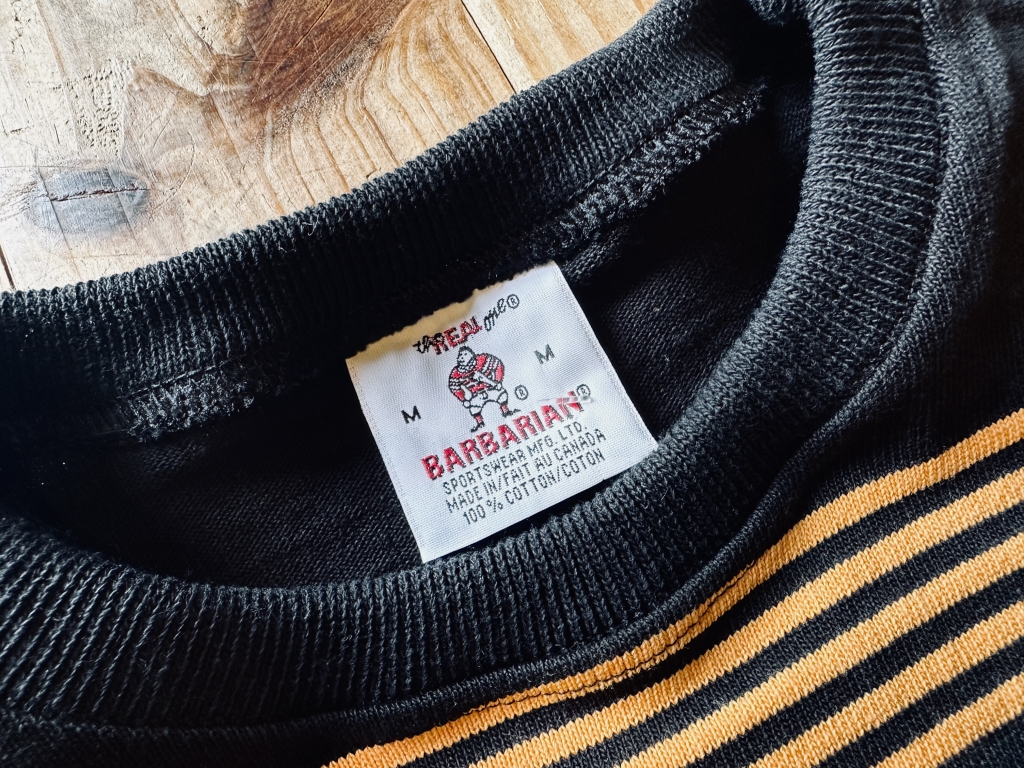 the REAL one®
M
M
®
BARBARIAN®
SPORTSWEAR MFG. LTD.
MADE IN/FAIT AU CANADA
100% COTTON/COTON